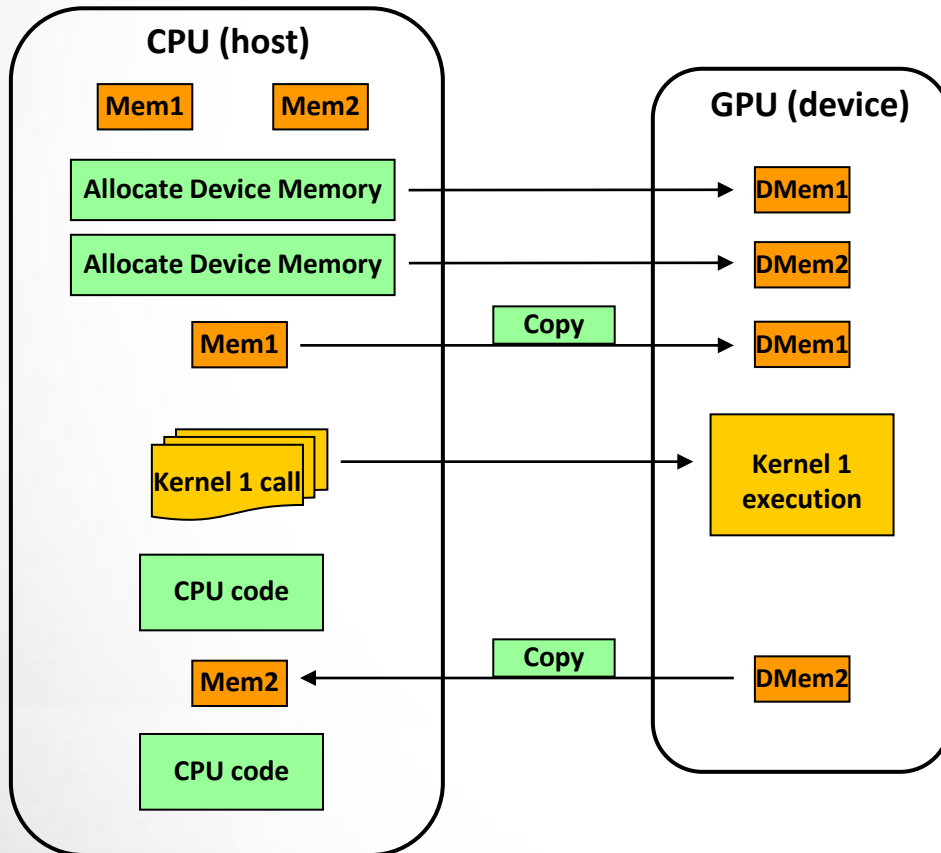 CPU (host)
GPU (device)
Mem1
Mem2
Allocate Device Memory
DMem1
Allocate Device Memory
DMem2
Mem1
Copy
DMem1
Kernel 1 call
Kernel 1
execution
CPU code
Mem2
Copy
DMem2
CPU code